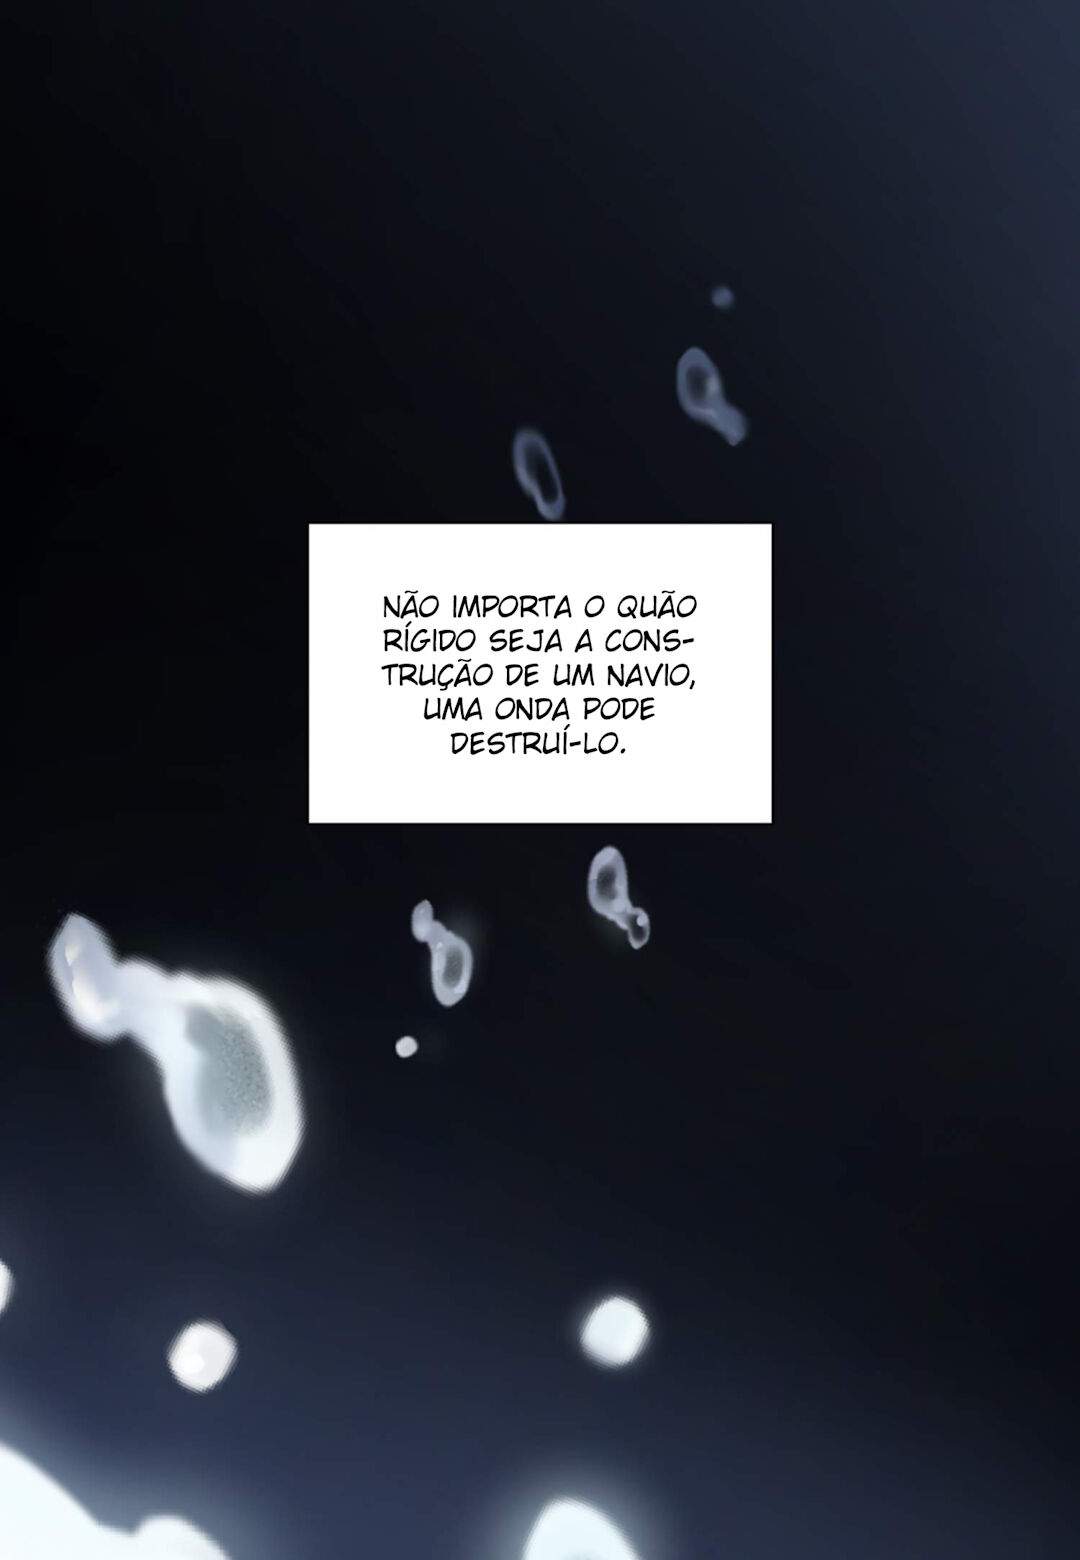 NÃO IMPORTA O QUÃO
RÍGIDO SEJA A CONS-
TRUÇÃO DE UM NAVIO,
UMA ONDA PODE
DESTRUÍ-LO.